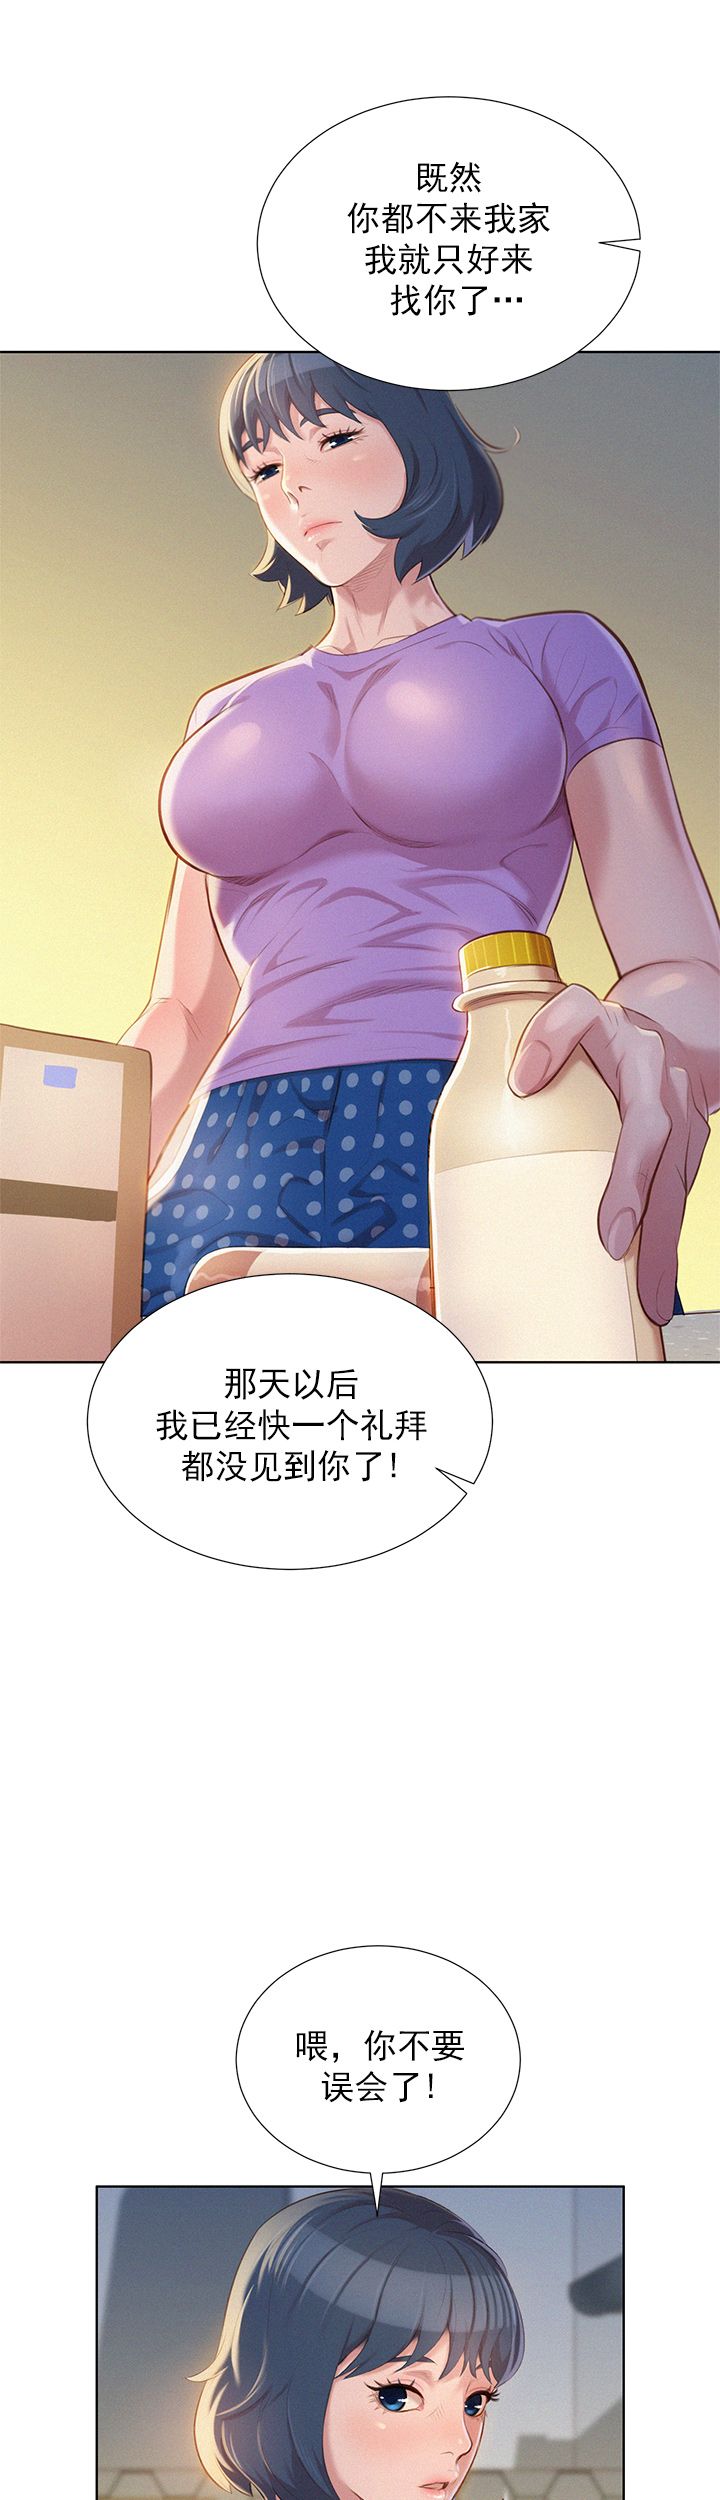 既然
你都不来我家
我就只好来
找你了…
那天以后
我已经快一个礼拜
都没见到你了!
喂，你不要
误会了!